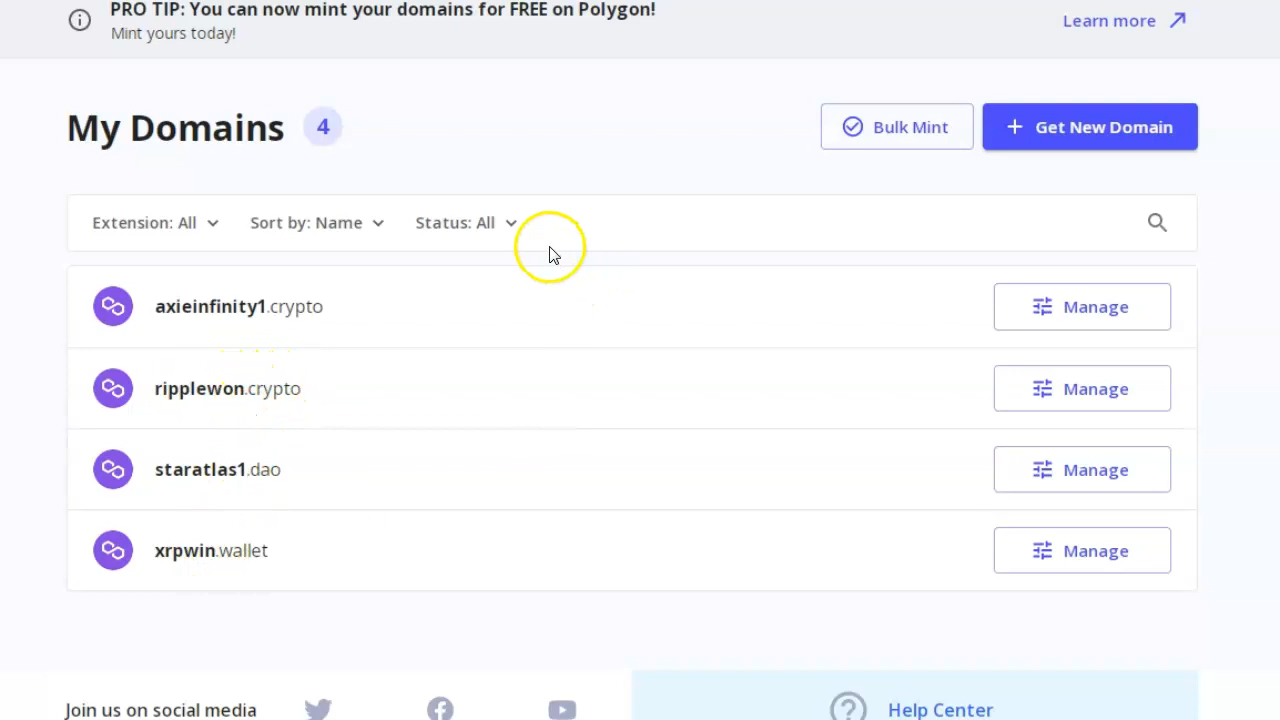 PRO TIP: You can now mint your domains for FREE on Polygon!
Mint yours today!
Learn more
My Domains 4
Bulk Mint
Get New Domain
Extension: All
Sort by: Name
Status: All
axieinfinity1.crypto
Manage
ripplewon.crypto
Manage
staratlas1.dao
Manage
xrpwin.wallet
Manage
Join us on social media
Help Center